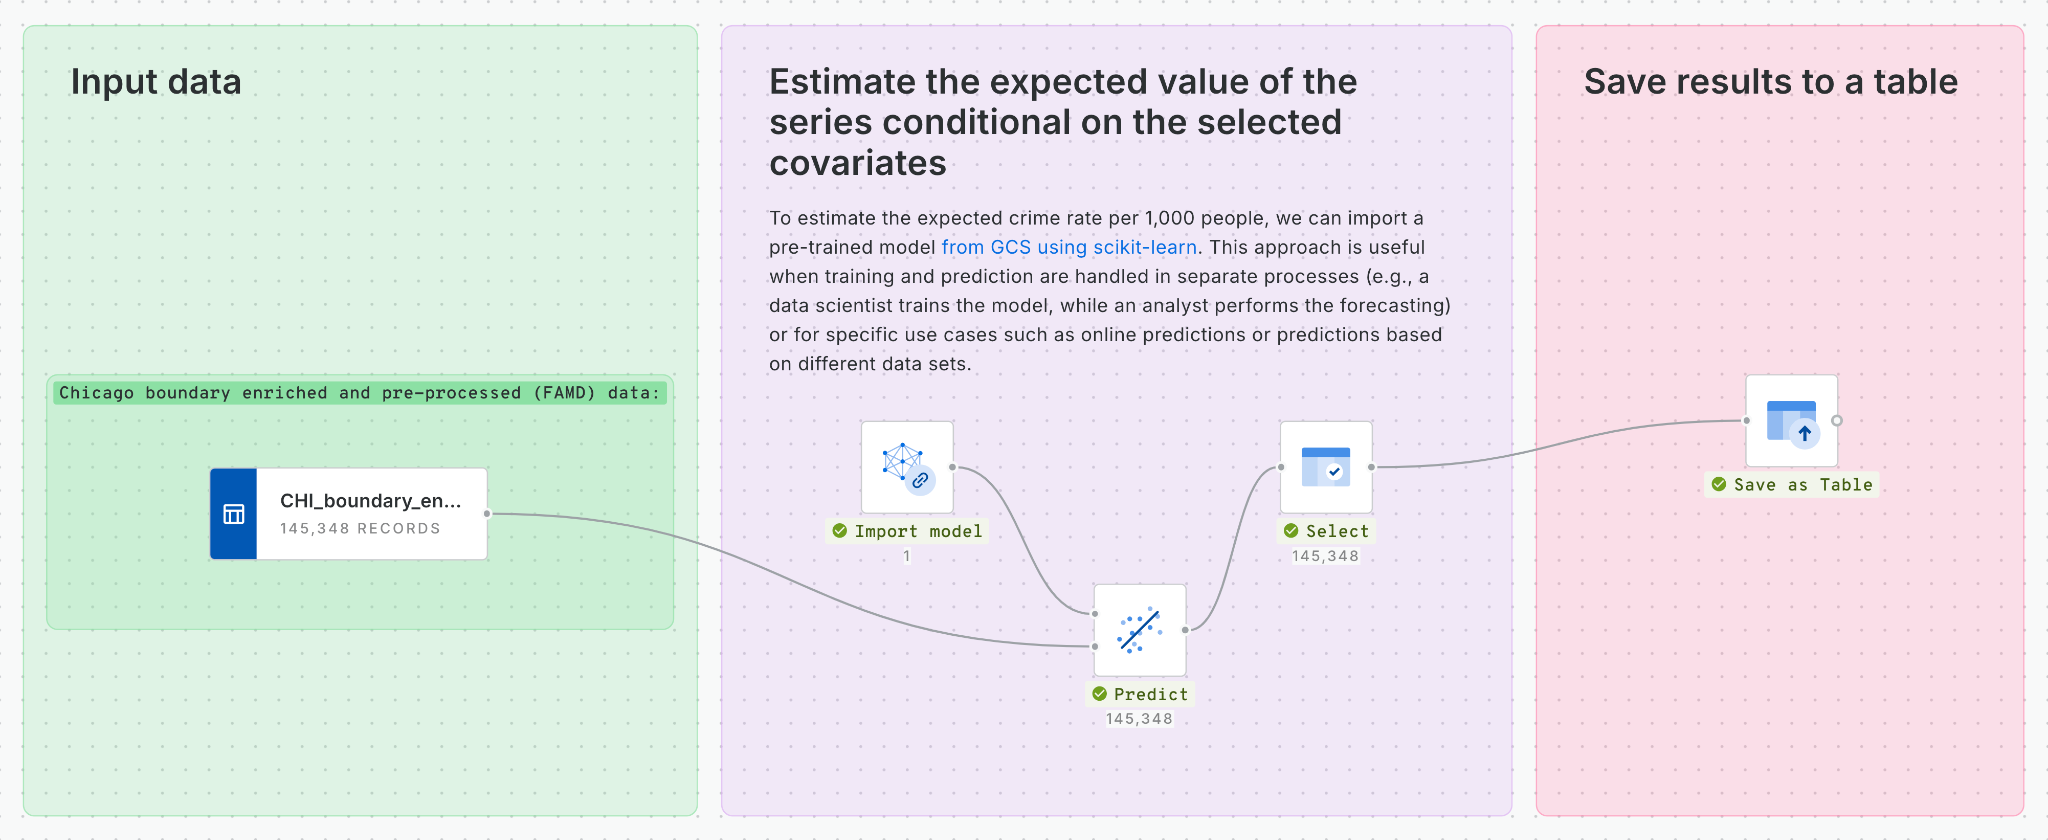 Input data
Chicago boundary enriched and pre-processed (FAMD) data:
CHI_boundary_en...
145,348 RECORDS
Estimate the expected value of the
series conditional on the selected
covariates
To estimate the expected crime rate per 1,000 people, we can import a
pre-trained model from GCS using scikit-learn. This approach is useful
when training and prediction are handled in separate processes (e.g., a
data scientist trains the model, while an analyst performs the forecasting)
or for specific use cases such as online predictions or predictions based
on different data sets.
Import model
1
Predict
145,348
Select
145,348
Save results to a table
Save as Table